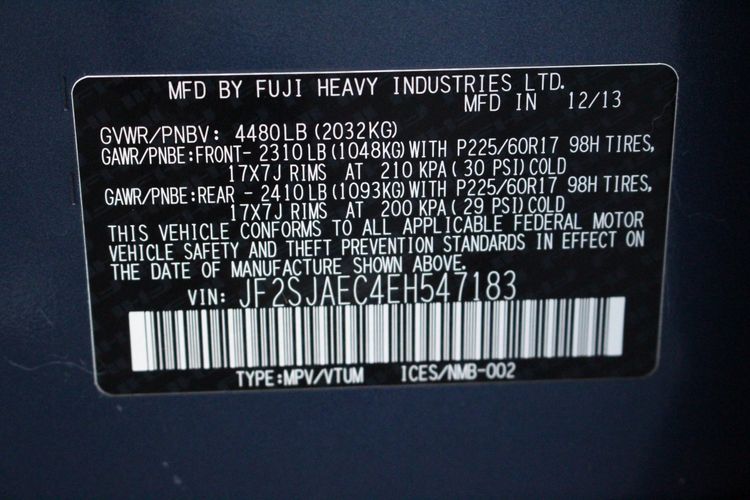 MFD BY FUJI HEAVY INDUSTRIES LTD.
MFD IN 12/13
GVWR/PNBV: 4480LB(2032KG)
GAWR/PNBE:FRONT- 2310LB(1048KG)WITH P225/60R17 98H TIRES,
17X7J RIMS AT 210 KPA( 30 PSI)COLD
GAWR/PNBE:REAR - 2410LB(1093KG)WITH P225/60R17 98H TIRES,
17X7J RIMS AT 200 KPA( 29 PSI)COLD
THIS VEHICLE CONFORMS TO ALL APPLICABLE FEDERAL MOTOR
VEHICLE SAFETY AND THEFT PREVENTION STANDARDS IN EFFECT ON
THE DATE OF MANUFACTURE SHOWN ABOVE.
VIN: JF2SJAEC4EH547183
TYPE:MPV/VTUM ICES/NMB-002